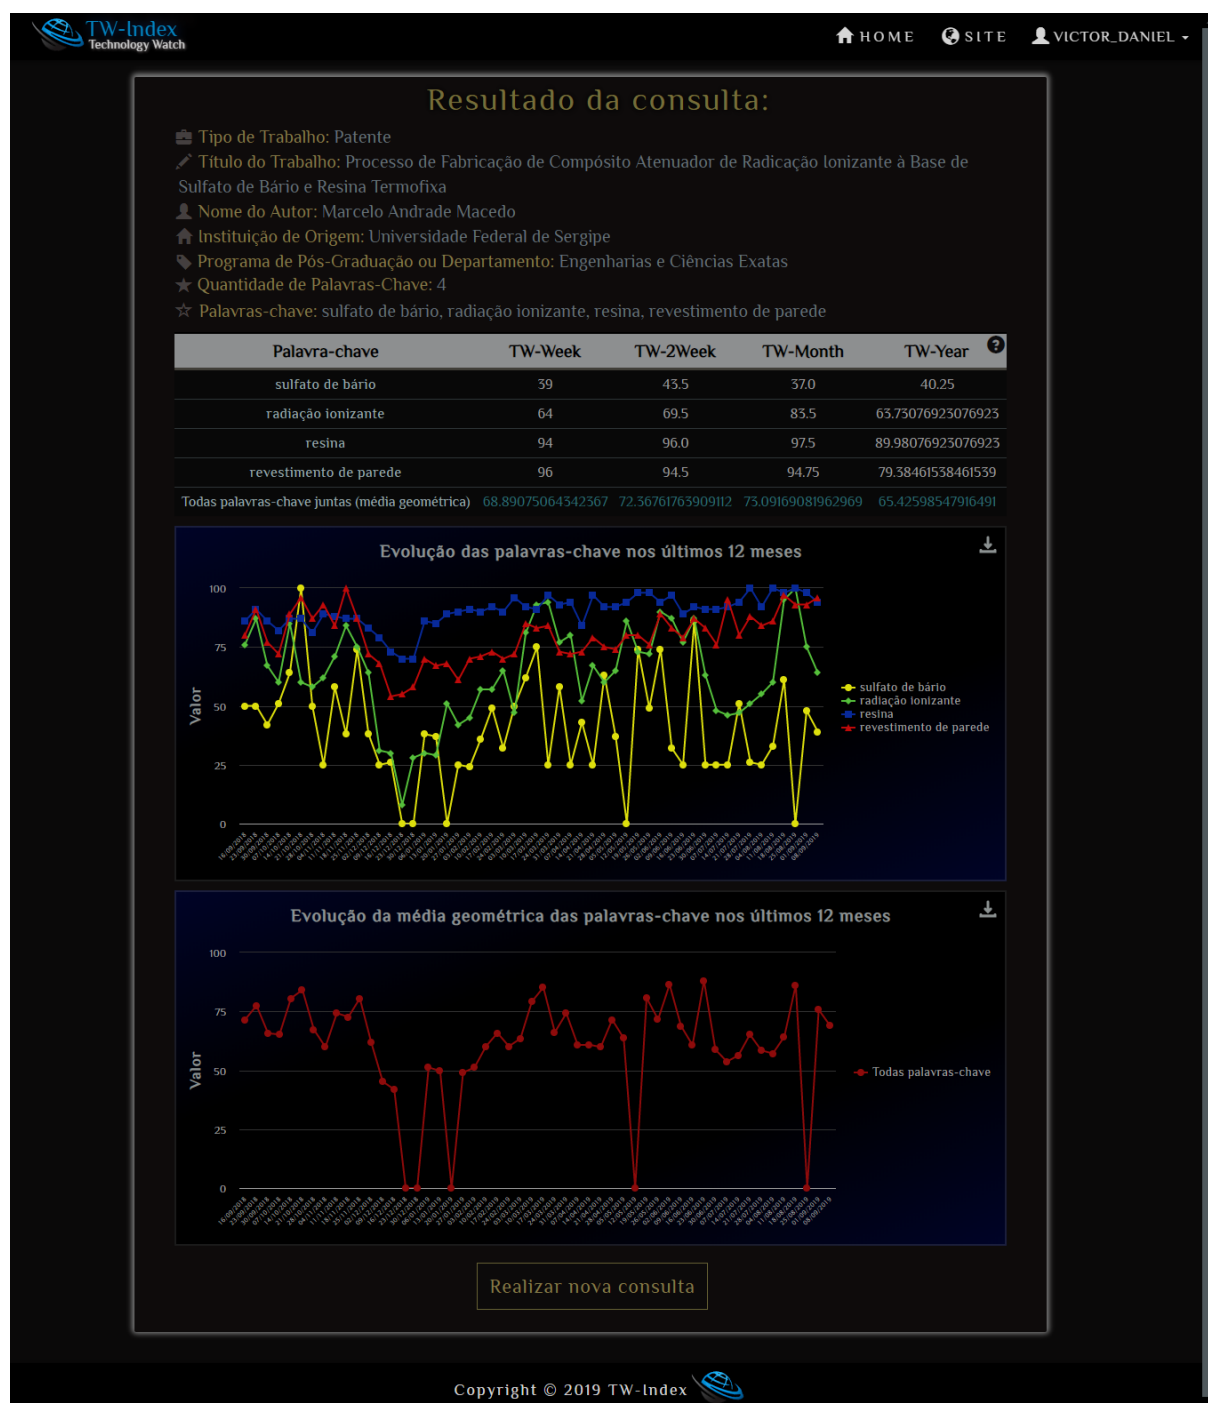 TW-Index
Technology Watch
HOME SITE VICTOR_DANIEL
Resultado da consulta:
Tipo de Trabalho: Patente
Título do Trabalho: Processo de Fabricação de Compósito Atenuador de Radicação Ionizante à Base de
Sulfato de Bário e Resina Termofixa
Nome do Autor: Marcelo Andrade Macedo
Instituição de Origem: Universidade Federal de Sergipe
Programa de Pós-Graduação ou Departamento: Engenharias e Ciências Exatas
Quantidade de Palavras-Chave: 4
Palavras-chave: sulfato de bário, radiação ionizante, resina, revestimento de parede
Palavra-chave TW-Week TW-2Week TW-Month TW-Year ?
sulfato de bário 39 43.5 37.0 40.25
radiação ionizante 64 69.5 83.5 63.73076923076923
resina 94 96.0 97.5 89.98076923076923
revestimento de parede 96 94.5 94.75 79.38461538461539
Todas palavras-chave juntas (média geométrica) 68.89075064342367 72.36761763909112 73.09169081962969 65.42598547916491
Evolução das palavras-chave nos últimos 12 meses
100
75
50
25
0
Valor
sulfato de bário
radiação ionizante
resina
revestimento de parede
Evolução da média geométrica das palavras-chave nos últimos 12 meses
100
75
50
25
0
Valor
Todas palavras-chave
Realizar nova consulta
Copyright © 2019 TW-Index